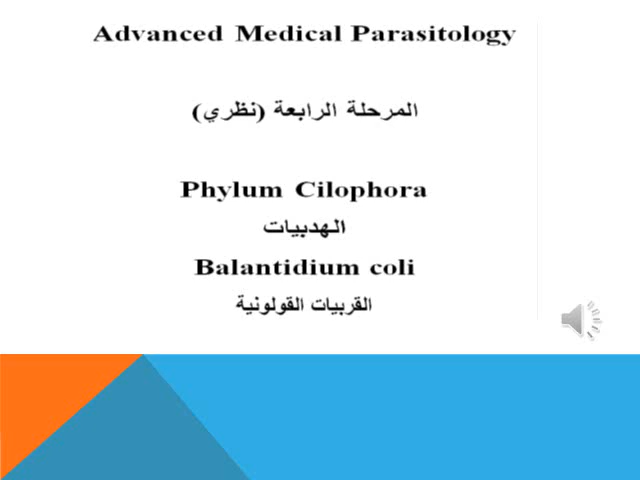 Advanced Medical Parasitology
المرحلة الرابعة (نظري)
Phylum Cilophora
الهدبيات
Balantidium coli
القربيات القولونية